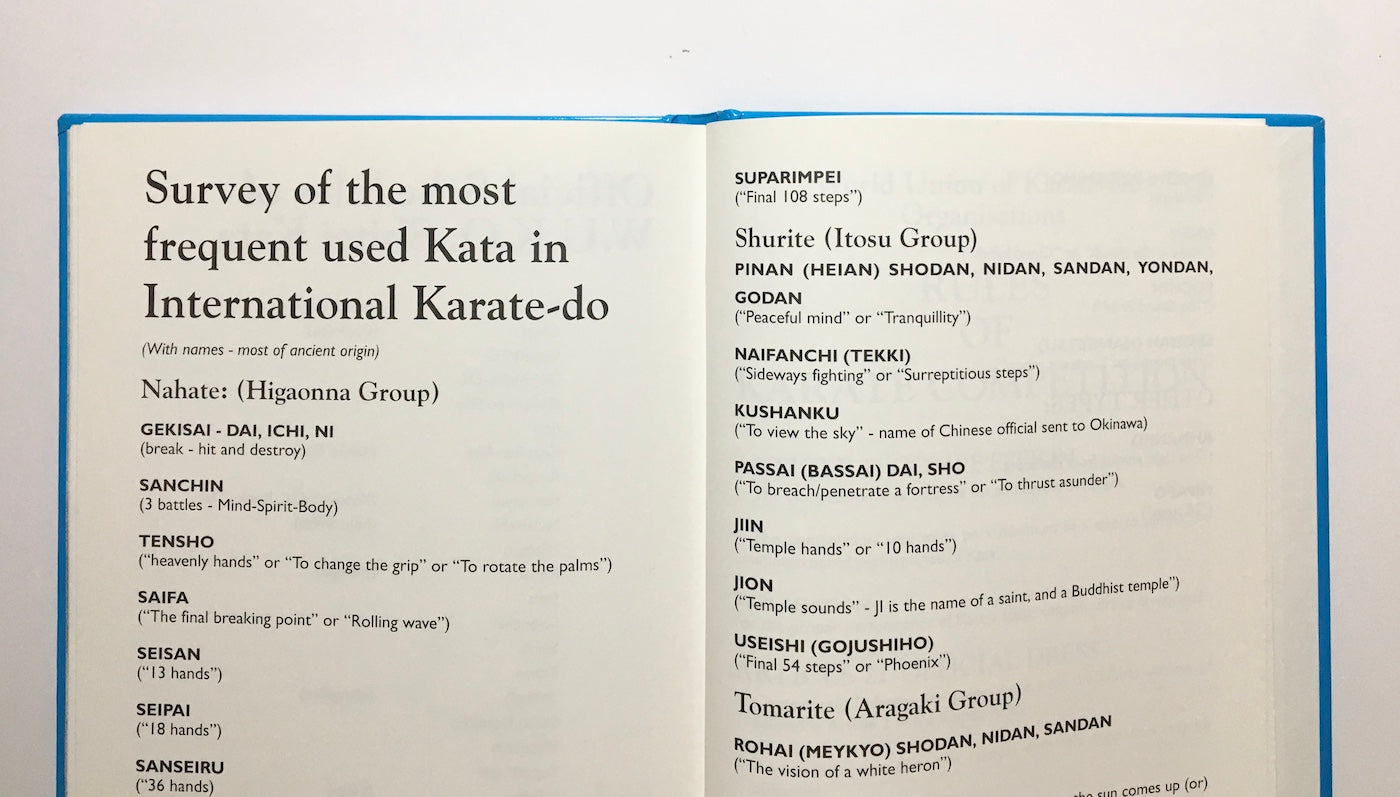 Survey of the most
frequent used Kata in
International Karate-do
(With names - most of ancient origin)
Nahate: (Higaonna Group)
GEKISAI - DAI, ICHI, NI
(break - hit and destroy)
SANCHIN
(3 battles - Mind-Spirit-Body)
TENSHO
(“heavenly hands” or “To change the grip” or “To rotate the palms”)
SAIFA
(“The final breaking point” or “Rolling wave”)
SEISAN
(“13 hands”)
SEIPAI
(“18 hands”)
SANSEIRU
(“36 hands)
SUPARIMPEI
(“Final 108 steps”)
Shurite (Itosu Group)
PINAN (HEIAN) SHODAN, NIDAN, SANDAN, YONDAN,
GODAN
(“Peaceful mind” or “Tranquillity”)
NAIFANCHI (TEKKI)
(“Sideways fighting” or “Surreptitious steps”)
KUSHANKU
(“To view the sky” - name of Chinese official sent to Okinawa)
PASSAI (BASSAI) DAI, SHO
(“To breach/penetrate a fortress” or “To thrust asunder”)
JIIN
(“Temple hands” or “10 hands”)
JION
(“Temple sounds” - JI is the name of a saint, and a Buddhist temple”)
USEISHI (GOJUSHIHO)
(“Final 54 steps” or “Phoenix”)
Tomarite (Aragaki Group)
ROHAI (MEYKYO) SHODAN, NIDAN, SANDAN
(“The vision of a white heron”)
the sun comes up (or)